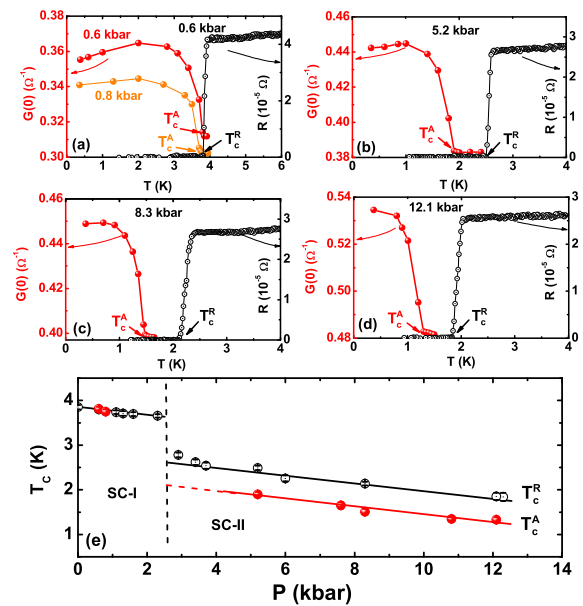 0.6 kbar
0.6 kbar
0.8 kbar
T_c^A
T_c^A
T_c^R
(a)
G(0) (Ω⁻¹)
0.30 0.32 0.34 0.36 0.38
0 1 2 3 4 5 6
T (K)
0 2 4
R (10⁻⁵ Ω)
5.2 kbar
T_c^A
T_c^R
(b)
G(0) (Ω⁻¹)
0.38 0.40 0.42 0.44 0.46
0 1 2 3 4
T (K)
0 1 2 3
R (10⁻⁵ Ω)
8.3 kbar
T_c^A
T_c^R
(c)
G(0) (Ω⁻¹)
0.40 0.42 0.44 0.46
0 1 2 3 4
T (K)
0 1 2 3
R (10⁻⁵ Ω)
12.1 kbar
T_c^A
T_c^R
(d)
G(0) (Ω⁻¹)
0.48 0.50 0.52 0.54
0 1 2 3 4
T (K)
0 1 2 3
R (10⁻⁵ Ω)
T_C (K)
1 2 3 4
SC-I
SC-II
T_c^R
T_c^A
(e)
0 2 4 6 8 10 12 14
P (kbar)